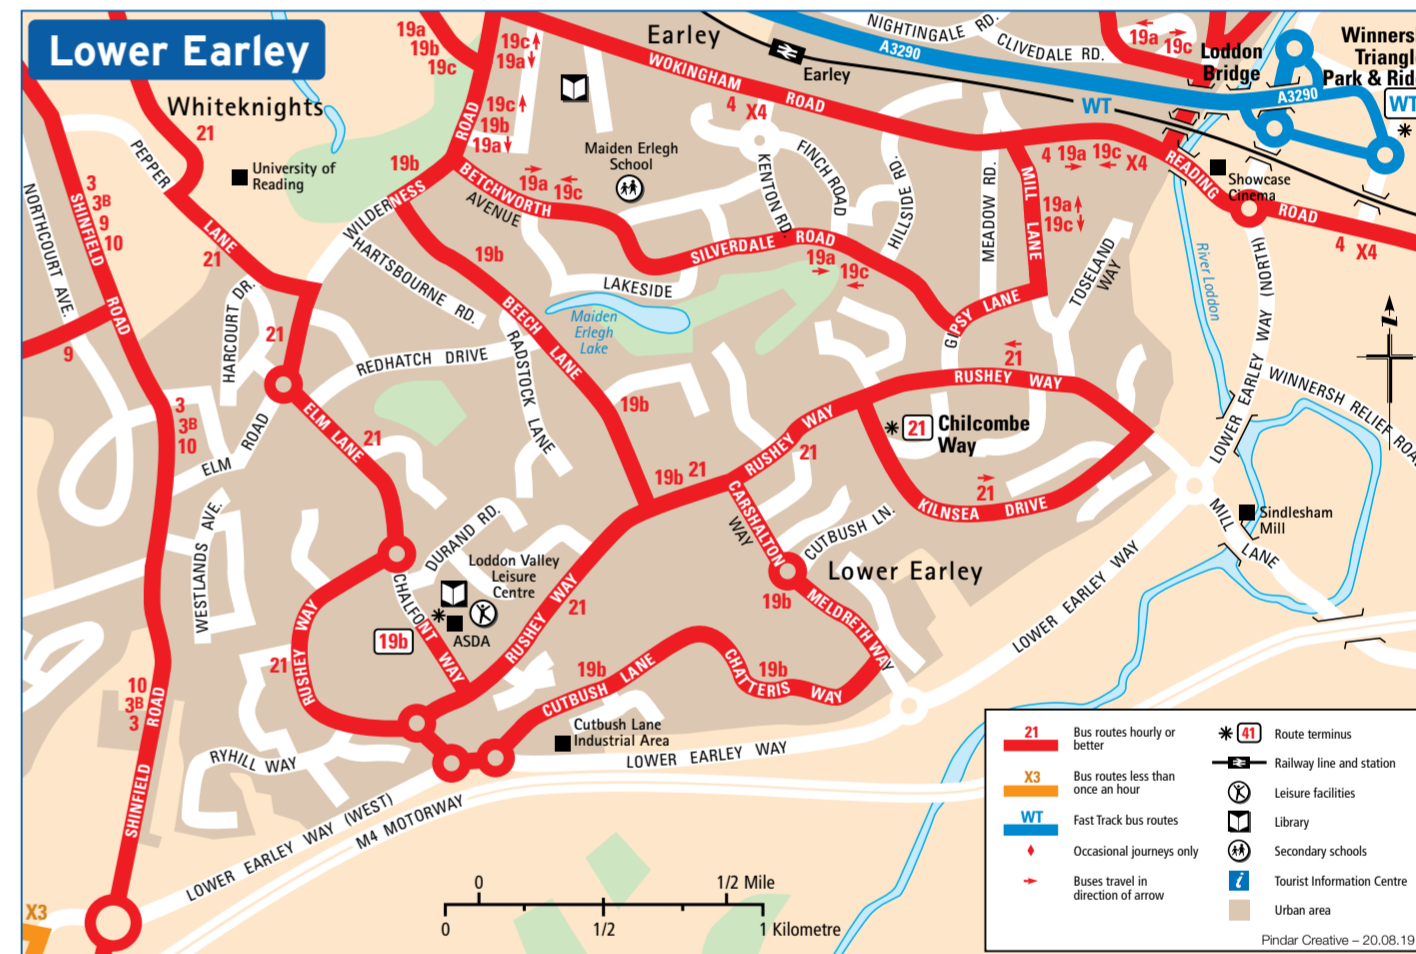 Lower Earley
Whiteknights
Earley
Lower Earley
19a
19b
19c
19c
19a
19c
19b
19a
ROAD
WOKINGHAM ROAD
4 X4
NIGHTINGALE RD.
CLIVEDALE RD.
A3290
Earley
WT
19a
19c
Loddon
Bridge
A3290
Winners
Triangl
Park & Rid
WT
21
PEPPER
LANE
21
University of
Reading
19b
WILDERNESS
BETCHWORTH
AVENUE
19a
19c
Maiden Erlegh
School
KENTON RD.
FINCH ROAD
HILLSIDE RD.
MEADOW RD.
MILL LANE
4 19a 19c X4
19a
19c
READING ROAD
Showcase
Cinema
4 X4
NORTHCOURT AVE.
3
3B
9
10
SHINFIELD ROAD
9
HARTSBOURNE RD.
19b
SILVERDALE ROAD
19a
19c
LAKESIDE
Maiden
Erlegh
Lake
GIPSY LANE
TOSELAND
WAY
River Loddon
LOWER EARLEY WAY (NORTH)
HARCOURT DR.
21
REDHATCH DRIVE
RADSTOCK LANE
BEECH LANE
19b
21
RUSHEY WAY
WINNERSH RELIEF ROA
3
3B
10
ELM ROAD
ELM LANE
21
19b 21
RUSHEY WAY
21
21 Chilcombe
Way
21
KILNSEA DRIVE
WESTLANDS AVE.
DURAND RD.
Loddon Valley
Leisure
Centre
CHALFONT WAY
19b
ASDA
CARSHALTON
WAY
CUTBUSH LN.
19b
MELDRETH WAY
MILL LANE
Sindlesham
Mill
LOWER EARLEY WAY
RUSHEY WAY
21
RUSHEY WAY
21
19b
CUTBUSH LANE
19b
CHATTERIS WAY
10
3B
3
SHINFIELD ROAD
RYHILL WAY
Cutbush Lane
Industrial Area
LOWER EARLEY WAY
LOWER EARLEY WAY (WEST)
M4 MOTORWAY
X3
0
1/2 Mile
0
1/2
1 Kilometre
21
Bus routes hourly or
better
X3
Bus routes less than
once an hour
WT
Fast Track bus routes
Occasional journeys only
Buses travel in
direction of arrow
41
Route terminus
Railway line and station
Leisure facilities
Library
Secondary schools
i
Tourist Information Centre
Urban area
Pindar Creative – 20.08.19